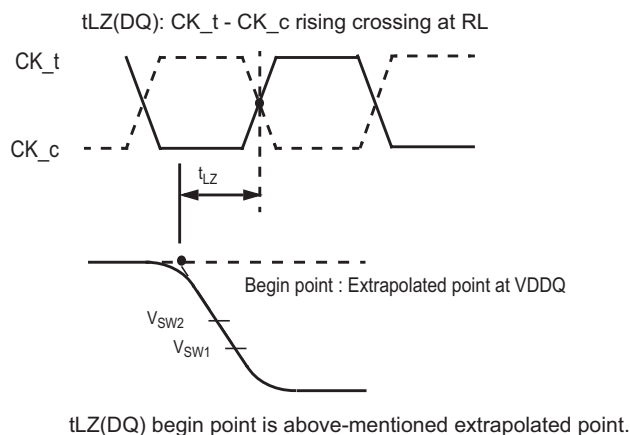 tLZ(DQ): CK_t - CK_c rising crossing at RL
CK_t
CK_c
tLZ
Begin point : Extrapolated point at VDDQ
VSW2
VSW1
tLZ(DQ) begin point is above-mentioned extrapolated point.